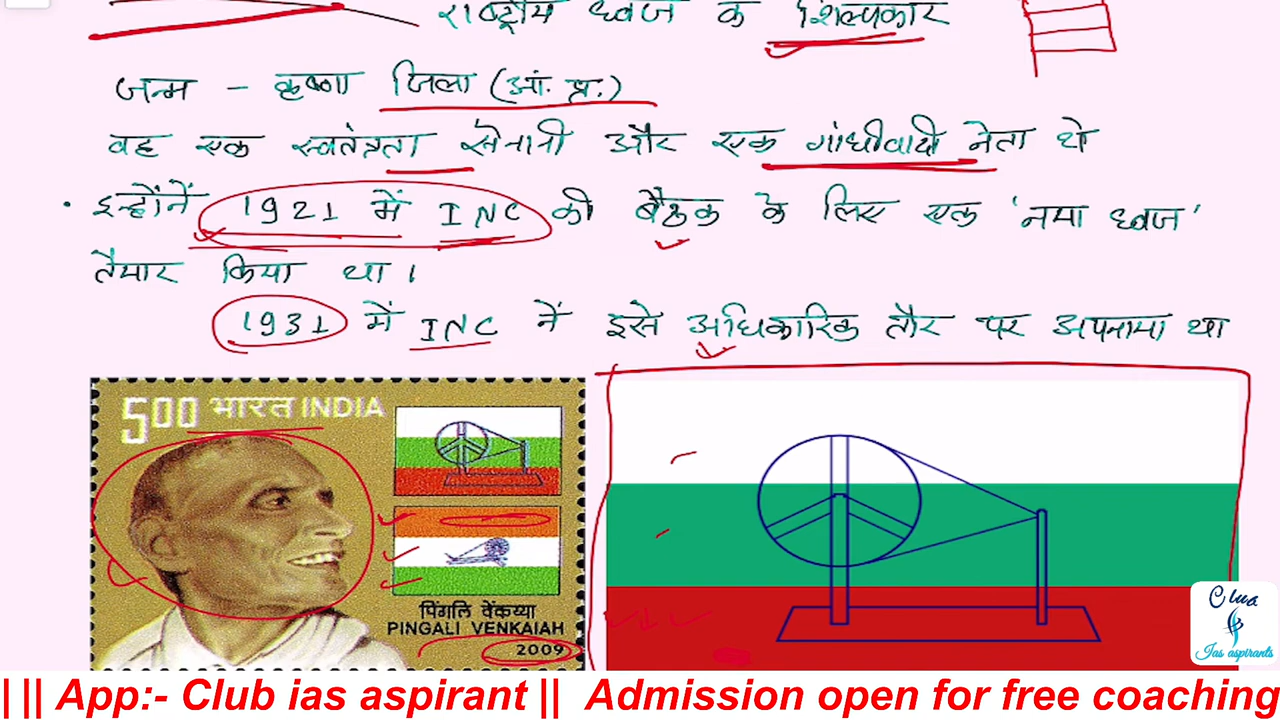 राष्ट्रीय ध्वज के शिल्पकार
जन्म - कृष्णा जिला (आं. प्र.)
वह एक स्वतंत्रता सेनानी और एक गांधीवादी नेता थे
• इन्होंनें 1921 में INC की बैठक के लिए एक 'नया ध्वज'
तैयार किया था।
1931 में INC नें इसे अधिकारिक तौर पर अपनाया था
500 भारत INDIA
पिंगलि वेंकय्या
PINGALI VENKAIAH
2009
Club
Ias aspirants
| || App:- Club ias aspirant || Admission open for free coaching